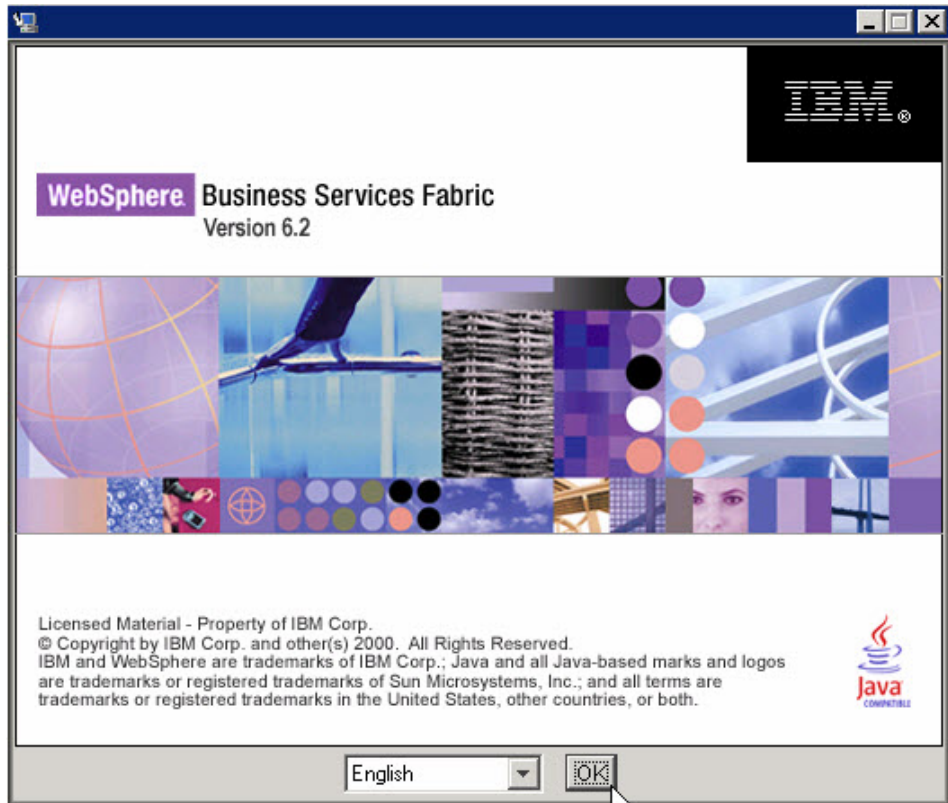 IBM®
WebSphere Business Services Fabric
Version 6.2
Licensed Material - Property of IBM Corp.
© Copyright by IBM Corp. and other(s) 2000. All Rights Reserved.
IBM and WebSphere are trademarks of IBM Corp.; Java and all Java-based marks and logos
are trademarks or registered trademarks of Sun Microsystems, Inc.; and all terms are
trademarks or registered trademarks in the United States, other countries, or both.
Java
COMPATIBLE
English
OK